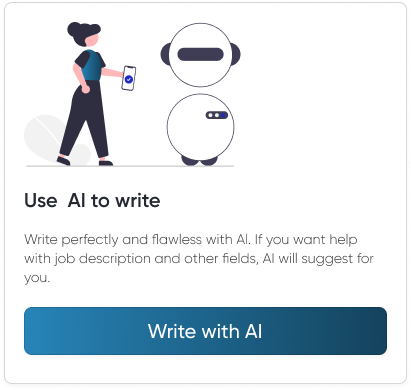 Use  AI to write
Write perfectly and flawless with AI. If you want help
with job description and other fields, AI will suggest for
you.
Write with AI